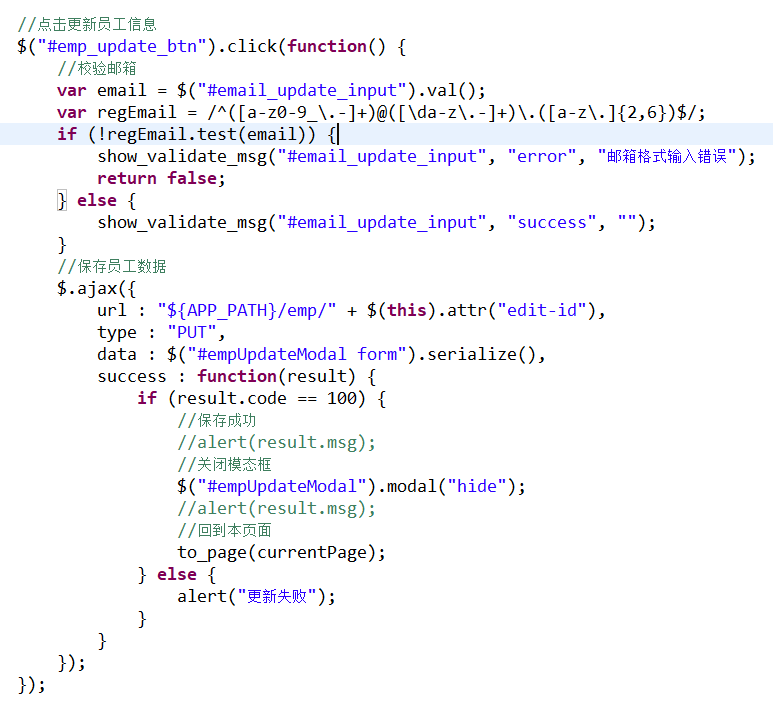 //点击更新员工信息
$("#emp_update_btn").click(function() {
    //校验邮箱
    var email = $("#email_update_input").val();
    var regEmail = /^([a-z0-9_\.-]+)@([\da-z\.-]+)\.([a-z\.]{2,6})$/;
    if (!regEmail.test(email)) {
        show_validate_msg("#email_update_input", "error", "邮箱格式输入错误");
        return false;
    } else {
        show_validate_msg("#email_update_input", "success", "");
    }
    //保存员工数据
    $.ajax({
        url : "${APP_PATH}/emp/" + $(this).attr("edit-id"),
        type : "PUT",
        data : $("#empUpdateModal form").serialize(),
        success : function(result) {
            if (result.code == 100) {
                //保存成功
                //alert(result.msg);
                //关闭模态框
                $("#empUpdateModal").modal("hide");
                //alert(result.msg);
                //回到本页面
                to_page(currentPage);
            } else {
                alert("更新失败");
            }
        }
    });
});